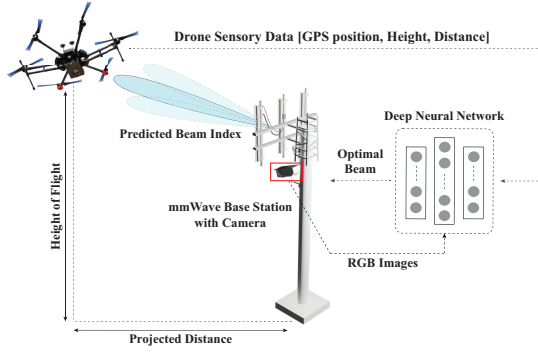 Drone Sensory Data [GPS position, Height, Distance]
Predicted Beam Index
Deep Neural Network
Optimal
Beam
Height of Flight
mmWave Base Station
with Camera
RGB Images
Projected Distance